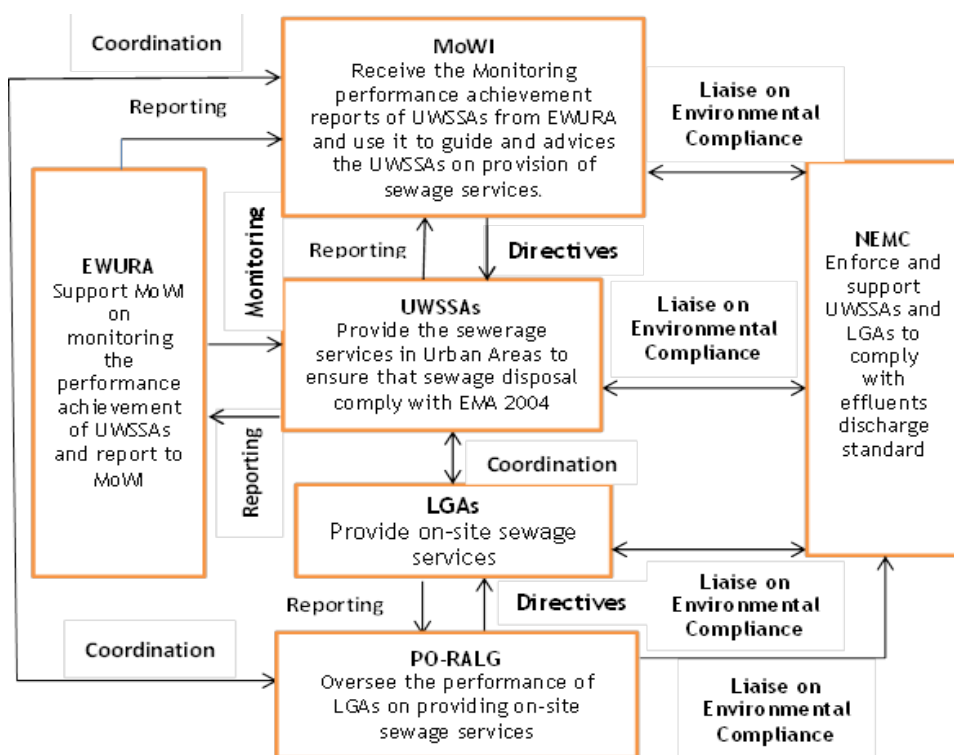 Coordination
MoWI
Receive the Monitoring
performance achievement
reports of UWSSAs from EWURA
and use it to guide and advices
the UWSSAs on provision of
sewage services.
Reporting
Liaise on
Environmental
Compliance
EWURA
Support MoWI
on
monitoring
the
performance
achievement
of UWSSAs
and report to
MoWI
Monitoring
Reporting
Reporting
Directives
UWSSAs
Provide the sewerage
services in Urban Areas to
ensure that sewage disposal
comply with EMA 2004
Liaise on
Environmental
Compliance
NEMC
Enforce and
support
UWSSAs and
LGAs to
comply
with
effluents
discharge
standard
Coordination
LGAs
Provide on-site sewage
services
Reporting
Directives
Liaise on
Environmental
Compliance
Coordination
PO-RALG
Oversee the performance of
LGAs on providing on-site
sewage services
Liaise on
Environmental
Compliance